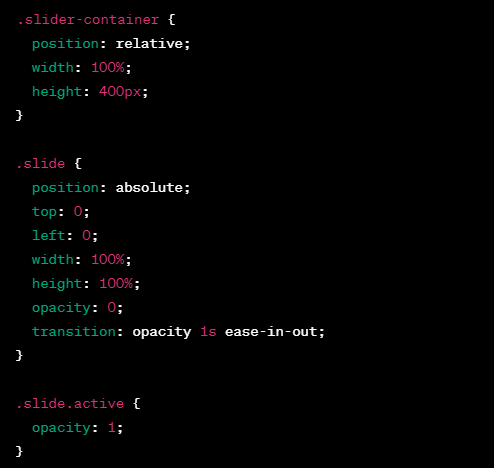 .slider-container {
  position: relative;
  width: 100%;
  height: 400px;
}

.slide {
  position: absolute;
  top: 0;
  left: 0;
  width: 100%;
  height: 100%;
  opacity: 0;
  transition: opacity 1s ease-in-out;
}

.slide.active {
  opacity: 1;
}